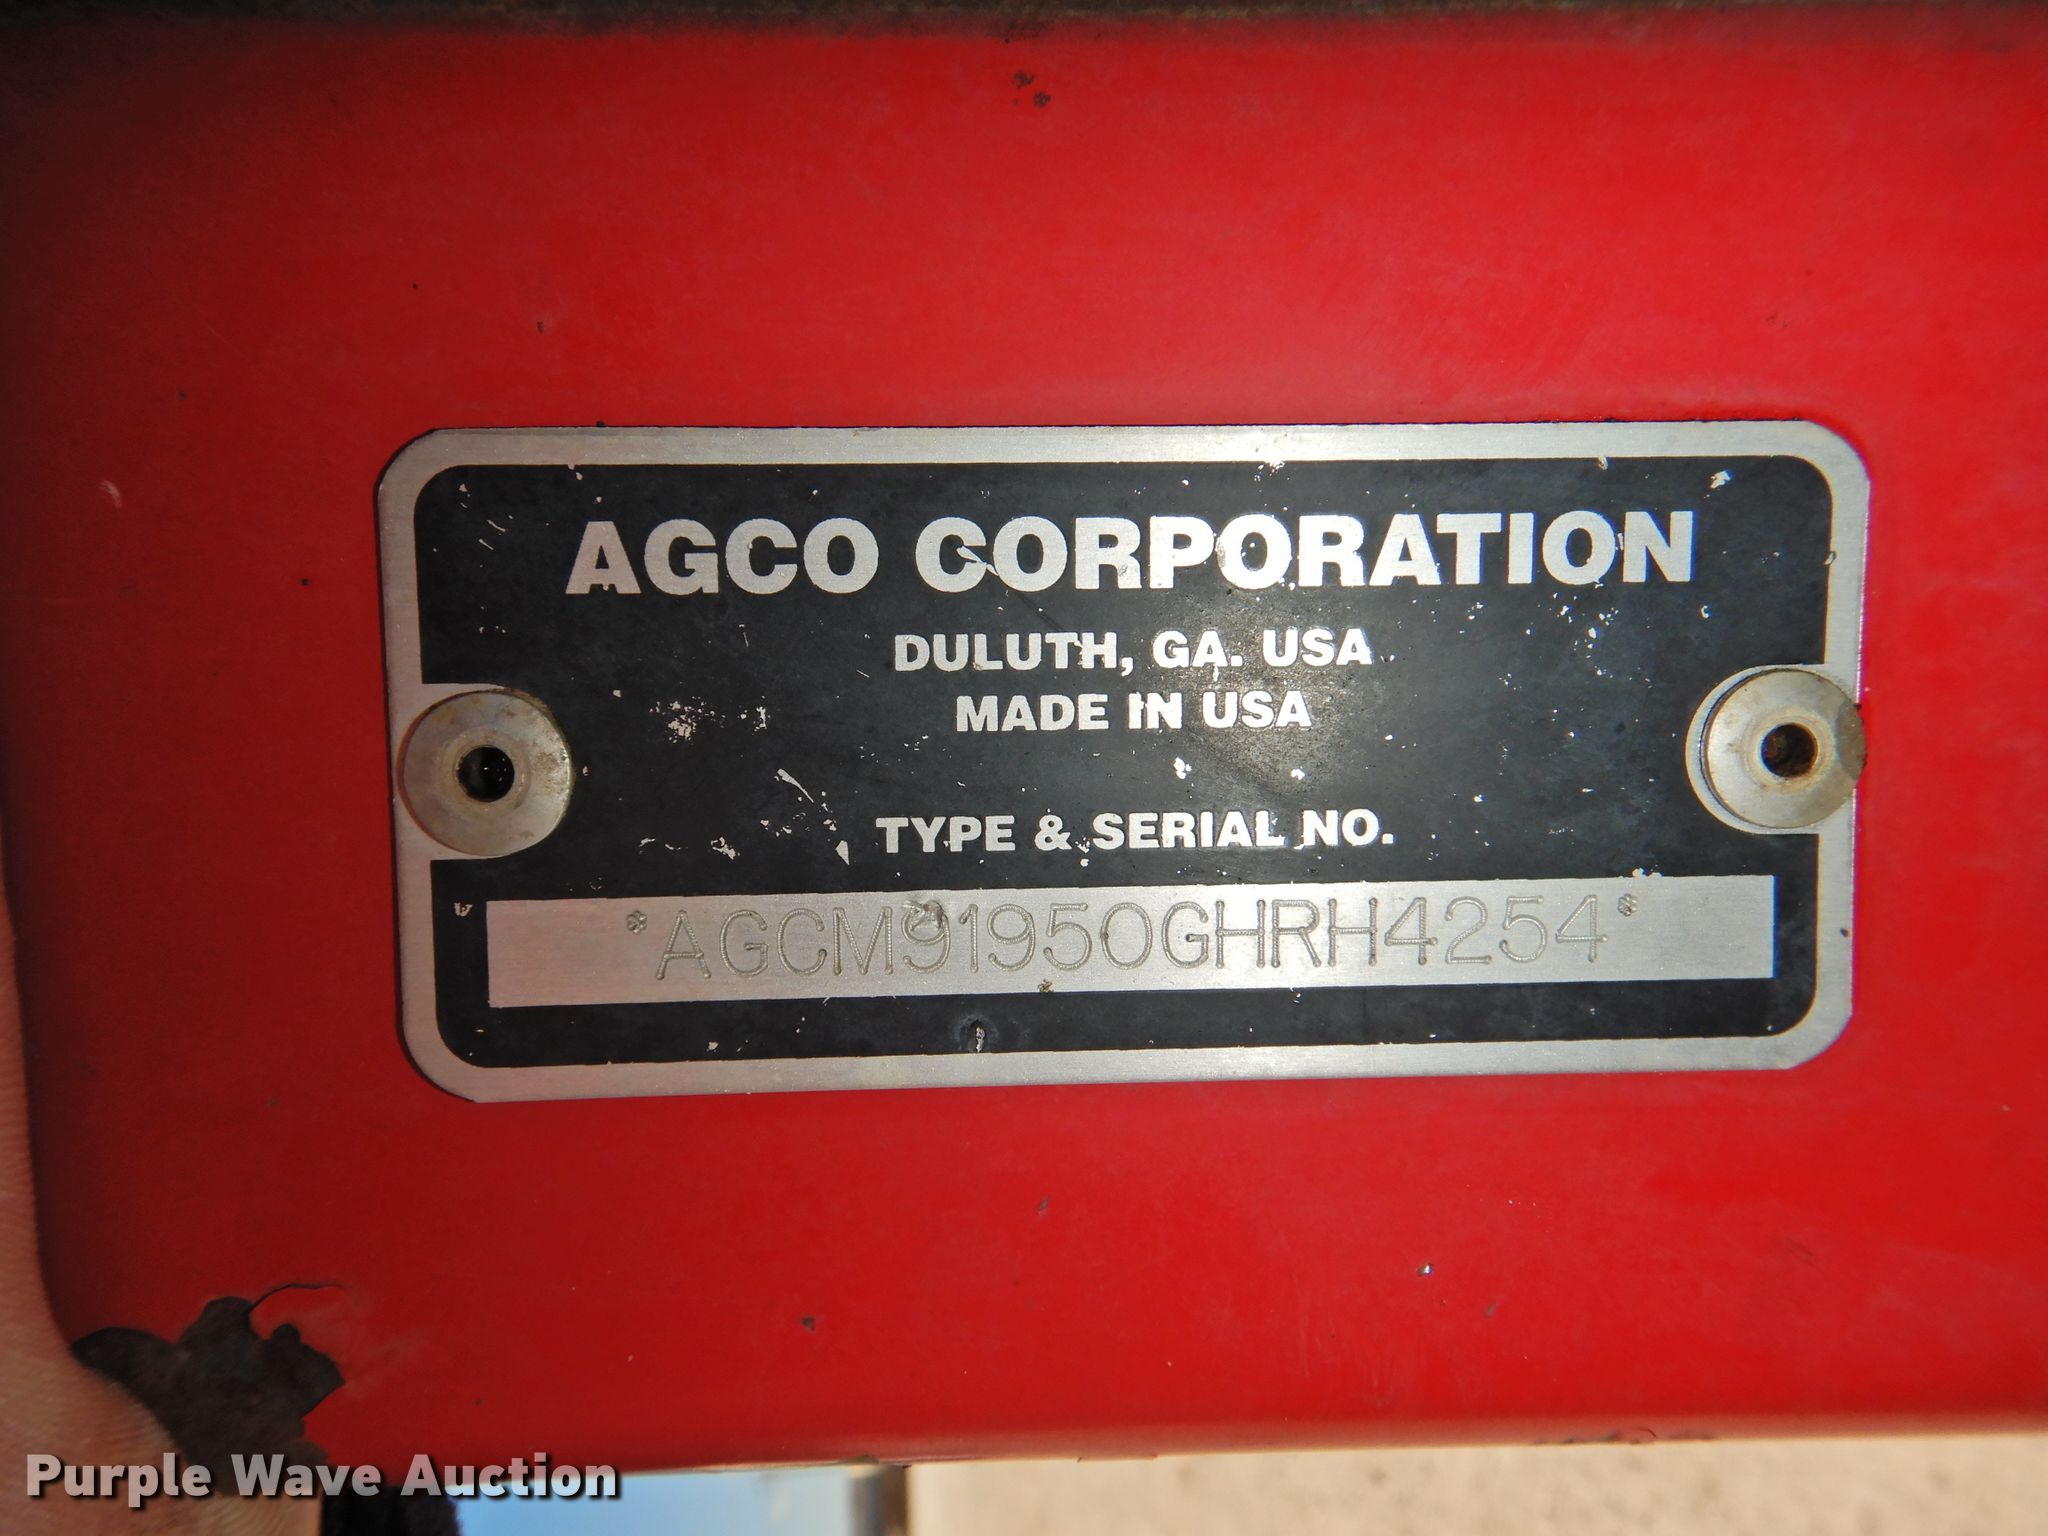 AGCO CORPORATION
DULUTH, GA. USA
MADE IN USA
TYPE & SERIAL NO.
*AGCM91950GHRH4254*
Purple Wave Auction